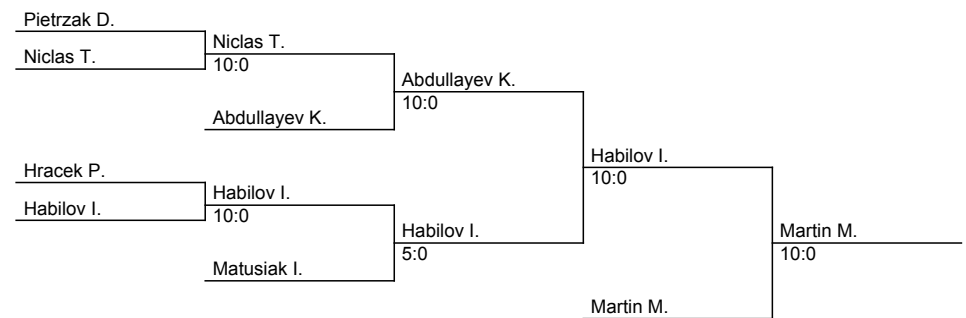 Pietrzak D.
Niclas T.
Niclas T.
10:0
Abdullayev K.
10:0
Abdullayev K.
Hracek P.
Habilov I.
Habilov I.
10:0
Habilov I.
10:0
Habilov I.
5:0
Matusiak I.
Martin M.
10:0
Martin M.